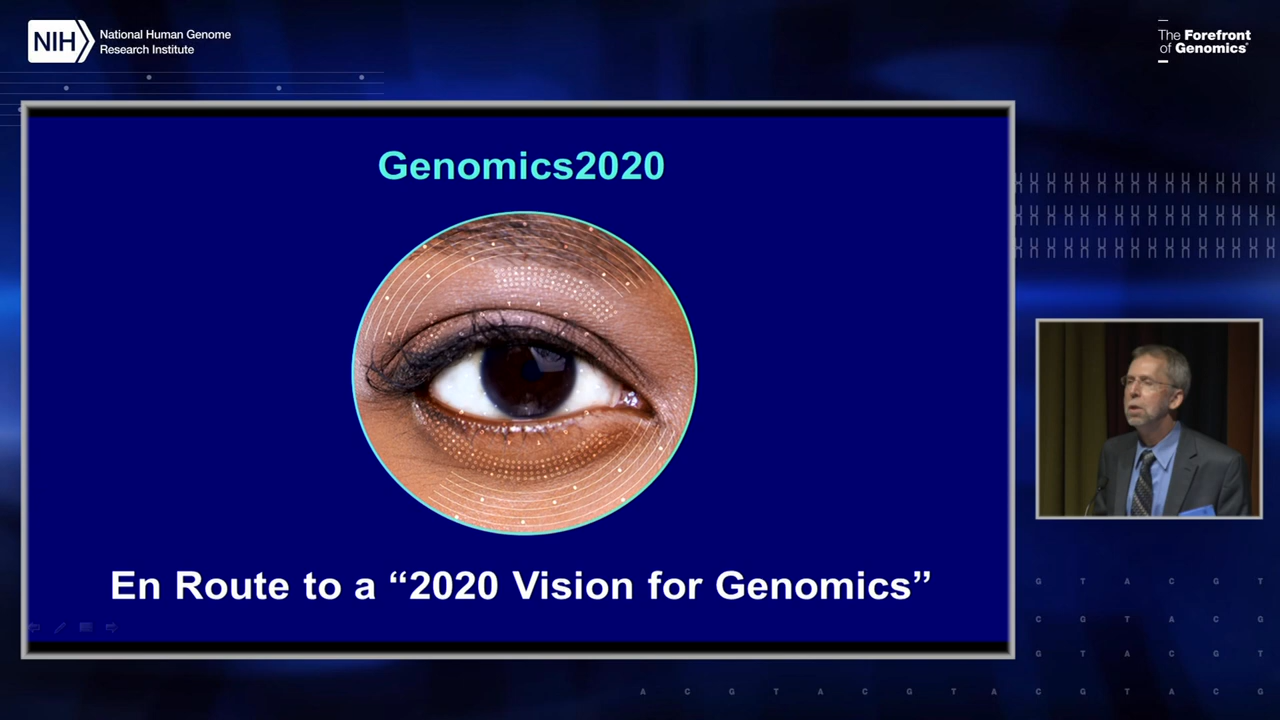 NIH
National Human Genome
Research Institute
The Forefront
of Genomics®
Genomics2020
En Route to a “2020 Vision for Genomics”
G T A C G T
C G T A C G
G T A C G T
A C G T A C G T A C G T A C G